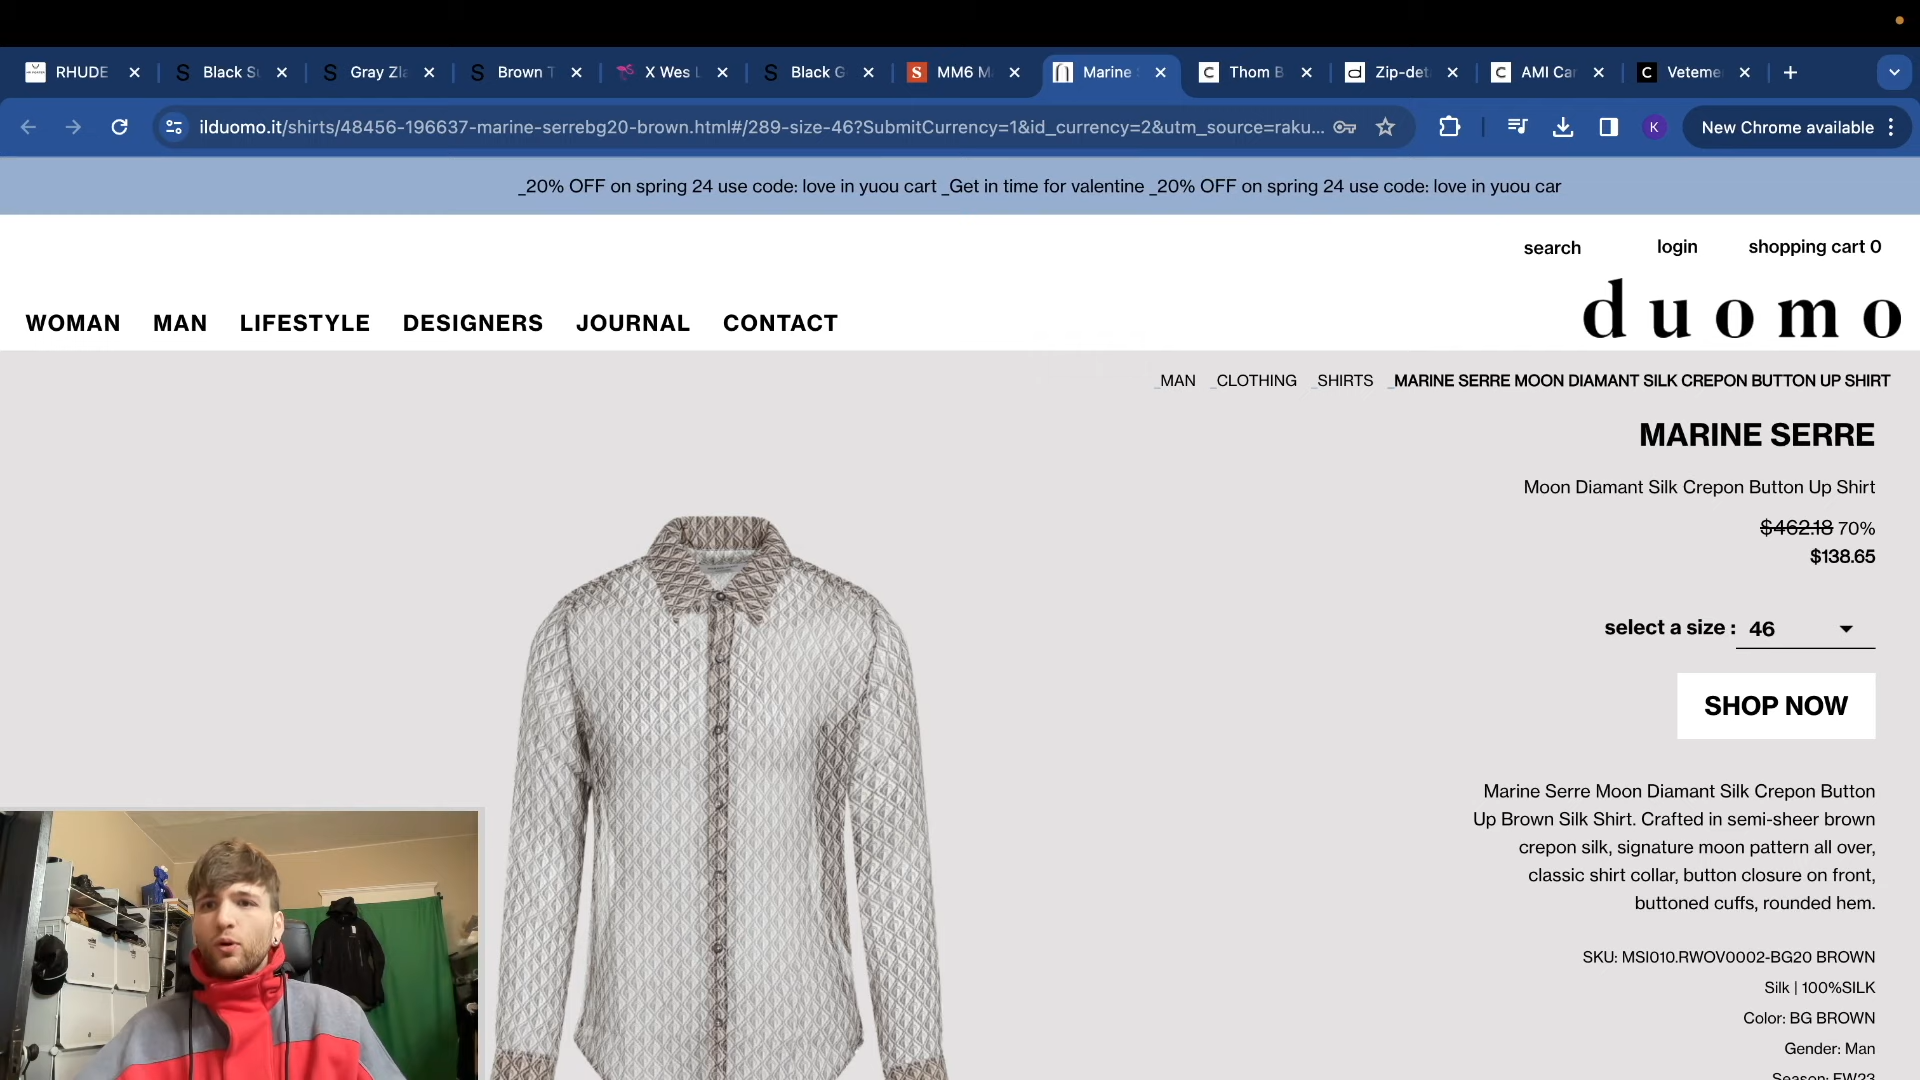 RHUDE
Black S
Gray Zla
Brown T
X Wes L
Black G
MM6 M
Marine S
Thom B
Zip-deta
AMI Car
Veteme
ilduomo.it/shirts/48456-196637-marine-serrebg20-brown.html#/289-size-46?SubmitCurrency=1&id_currency=2&utm_source=raku...
K
New Chrome available
_20% OFF on spring 24 use code: love in yuou cart _Get in time for valentine _20% OFF on spring 24 use code: love in yuou car
search login shopping cart 0
WOMAN MAN LIFESTYLE DESIGNERS JOURNAL CONTACT
duomo
_MAN _CLOTHING _SHIRTS _MARINE SERRE MOON DIAMANT SILK CREPON BUTTON UP SHIRT
MARINE SERRE
Moon Diamant Silk Crepon Button Up Shirt
$462.18 70%
$138.65
select a size : 46
SHOP NOW
Marine Serre Moon Diamant Silk Crepon Button
Up Brown Silk Shirt. Crafted in semi-sheer brown
crepon silk, signature moon pattern all over,
classic shirt collar, button closure on front,
buttoned cuffs, rounded hem.
SKU: MSI010.RWOV0002-BG20 BROWN
Silk | 100%SILK
Color: BG BROWN
Gender: Man
Season: FW23